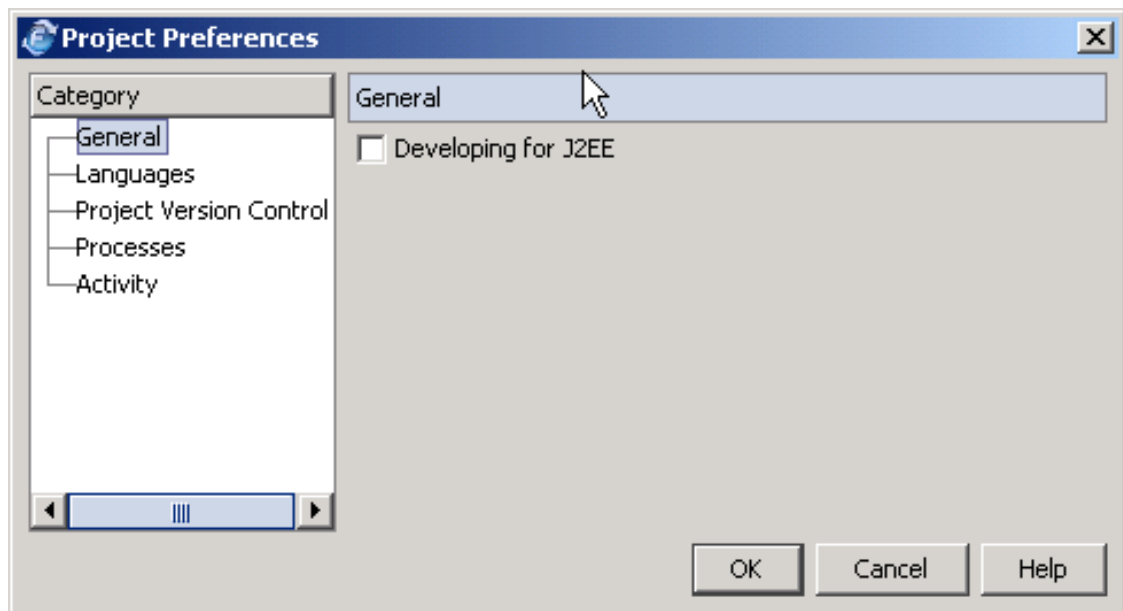 Project Preferences
Category
General
Languages
Project Version Control
Processes
Activity
General
Developing for J2EE
OK
Cancel
Help